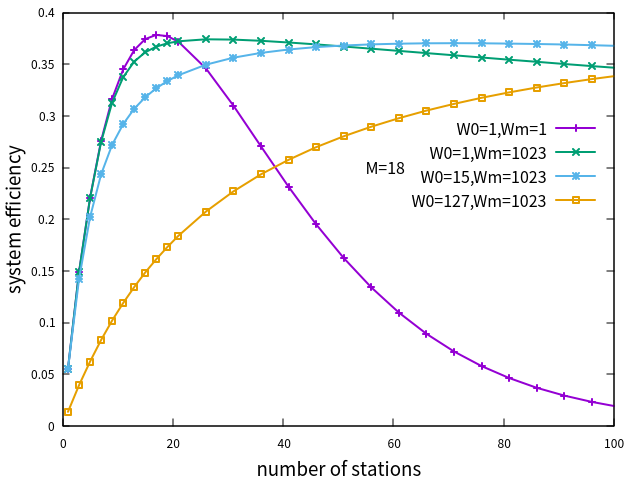 0.4
0.35
0.3
0.25
0.2
0.15
0.1
0.05
0
system efficiency
W0=1,Wm=1
W0=1,Wm=1023
M=18
W0=15,Wm=1023
W0=127,Wm=1023
0 20 40 60 80 100
number of stations